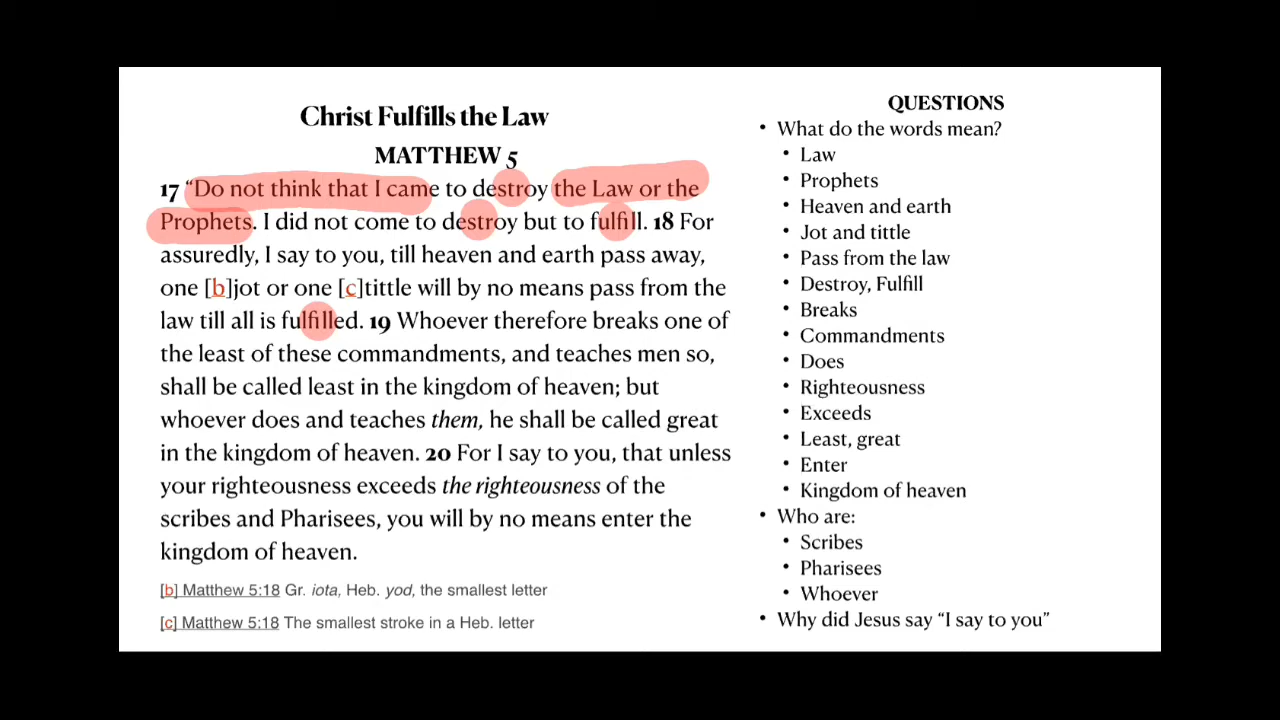 Christ Fulfills the Law
MATTHEW 5
17 “Do not think that I came to destroy the Law or the
Prophets. I did not come to destroy but to fulfill. 18 For
assuredly, I say to you, till heaven and earth pass away,
one [b]jot or one [c]tittle will by no means pass from the
law till all is fulfilled. 19 Whoever therefore breaks one of
the least of these commandments, and teaches men so,
shall be called least in the kingdom of heaven; but
whoever does and teaches them, he shall be called great
in the kingdom of heaven. 20 For I say to you, that unless
your righteousness exceeds the righteousness of the
scribes and Pharisees, you will by no means enter the
kingdom of heaven.
[b] Matthew 5:18 Gr. iota, Heb. yod, the smallest letter
[c] Matthew 5:18 The smallest stroke in a Heb. letter
QUESTIONS
• What do the words mean?
• Law
• Prophets
• Heaven and earth
• Jot and tittle
• Pass from the law
• Destroy, Fulfill
• Breaks
• Commandments
• Does
• Righteousness
• Exceeds
• Least, great
• Enter
• Kingdom of heaven
• Who are:
• Scribes
• Pharisees
• Whoever
• Why did Jesus say “I say to you”